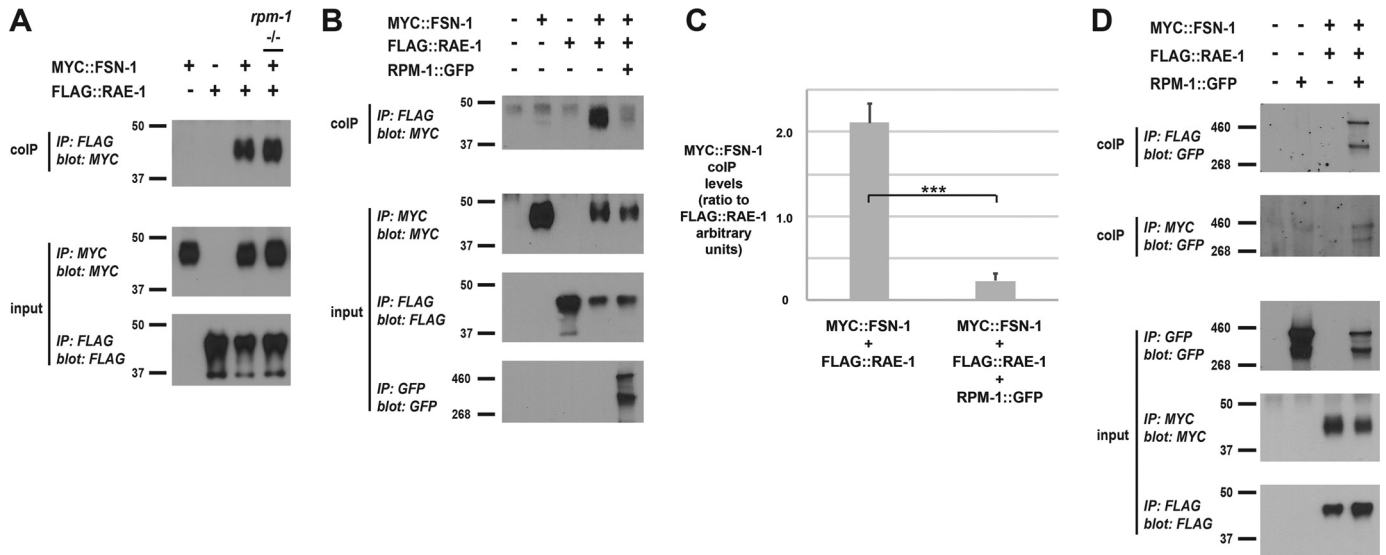 A
rpm-1
-/-
MYC::FSN-1 + - + +
FLAG::RAE-1 - + + +
coIP
IP: FLAG
blot: MYC
50
37
input
IP: MYC
blot: MYC
50
37
IP: FLAG
blot: FLAG
50
37
B
MYC::FSN-1 - + - + +
FLAG::RAE-1 - - + + +
RPM-1::GFP - - - - +
coIP
IP: FLAG
blot: MYC
50
37
input
IP: MYC
blot: MYC
50
37
IP: FLAG
blot: FLAG
50
37
IP: GFP
blot: GFP
460
268
C
MYC::FSN-1
coIP
levels
(ratio to
FLAG::RAE-1
arbitrary
units)
2.0
1.0
0
***
MYC::FSN-1
+
FLAG::RAE-1
MYC::FSN-1
+
FLAG::RAE-1
+
RPM-1::GFP
D
MYC::FSN-1 - - + +
FLAG::RAE-1 - - + +
RPM-1::GFP - + - +
coIP
IP: FLAG
blot: GFP
460
268
coIP
IP: MYC
blot: GFP
460
268
input
IP: GFP
blot: GFP
460
268
IP: MYC
blot: MYC
50
37
IP: FLAG
blot: FLAG
50
37